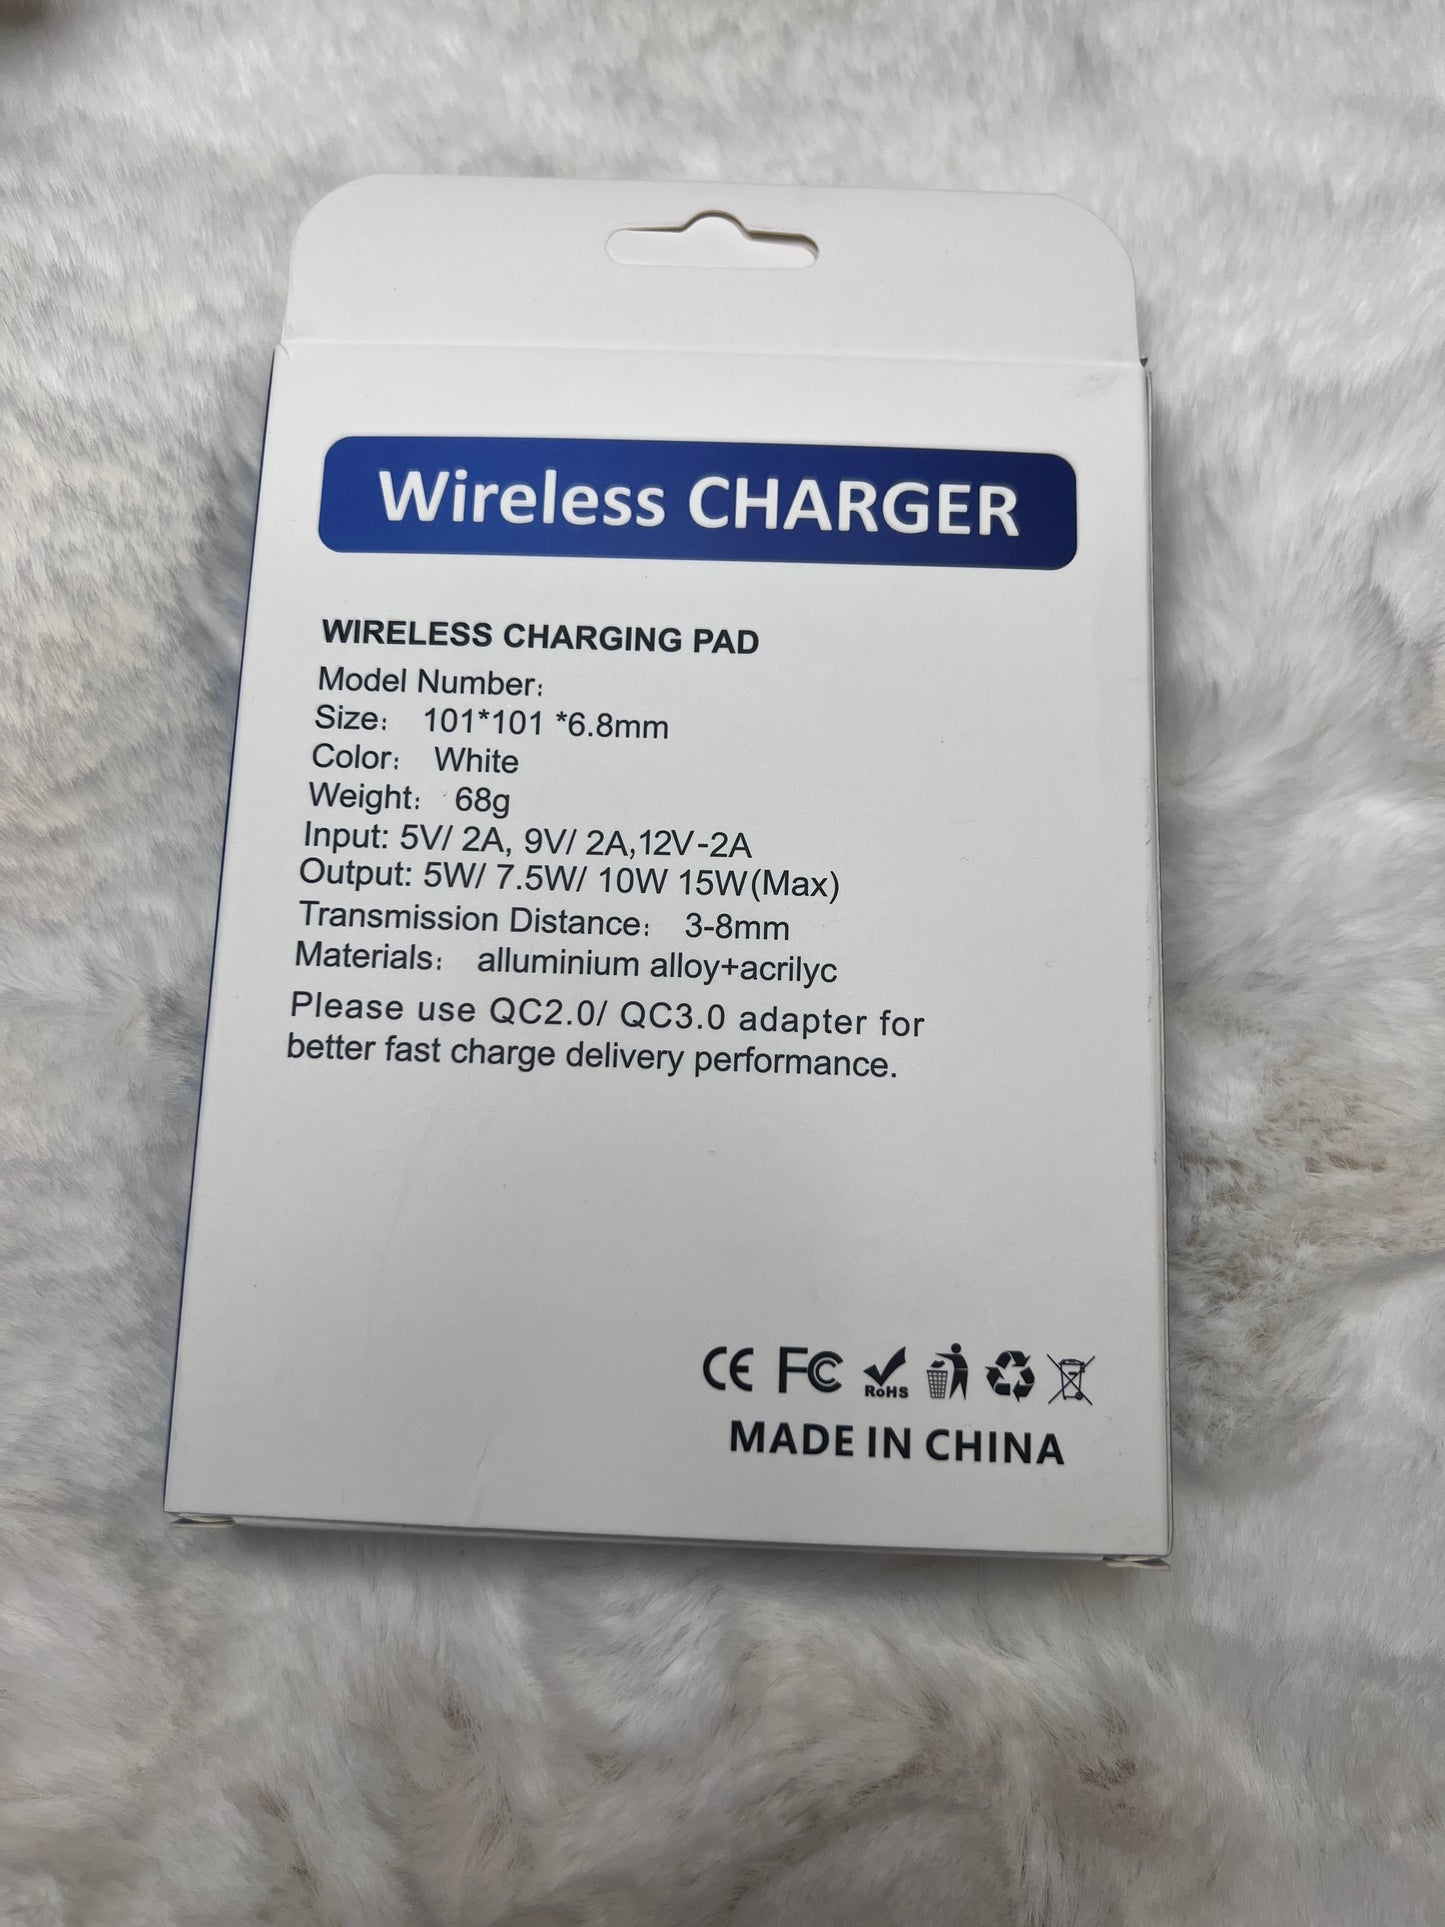 Wireless CHARGER
WIRELESS CHARGING PAD
Model Number:
Size: 101*101 *6.8mm
Color: White
Weight: 68g
Input: 5V/ 2A, 9V/ 2A,12V-2A
Output: 5W/ 7.5W/ 10W 15W(Max)
Transmission Distance: 3-8mm
Materials: alluminium alloy+acrilyc
Please use QC2.0/ QC3.0 adapter for
better fast charge delivery performance.
CE FC RoHS
MADE IN CHINA